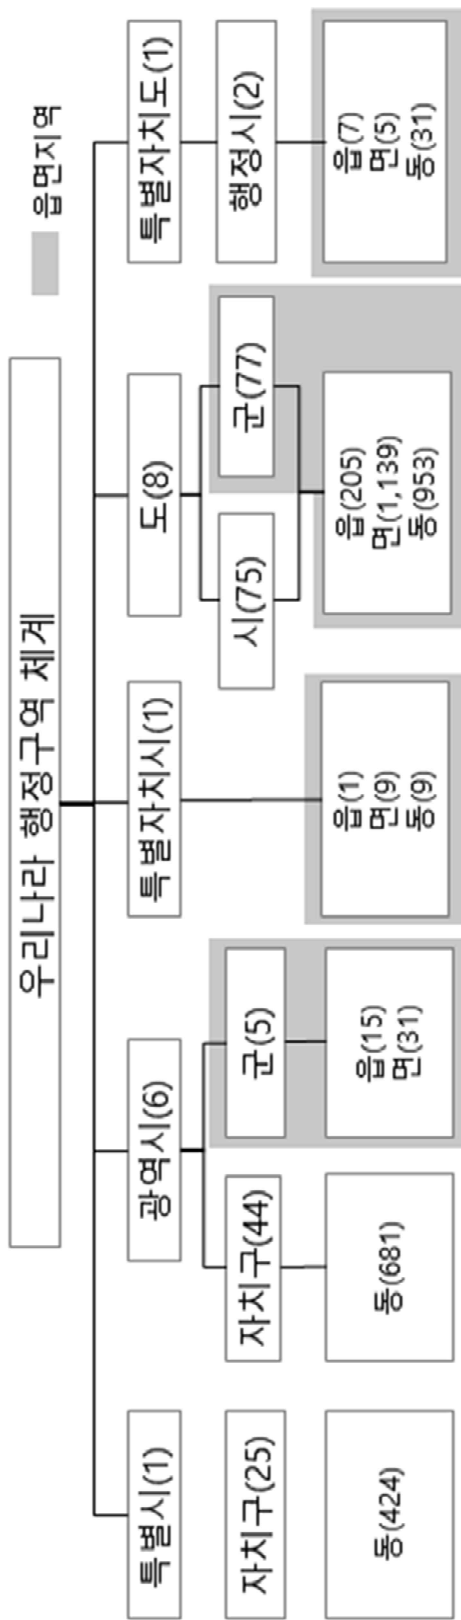 우리나라 행정구역 체계
읍면지역
특별시(1)
광역시(6)
특별자치시(1)
도(8)
특별자치도(1)
자치구(25)
자치구(44)
군(5)
시(75)
군(77)
행정시(2)
동(424)
동(681)
읍(15)
면(31)
읍(1)
면(9)
동(9)
읍(205)
면(1,139)
동(953)
읍(7)
면(5)
동(31)